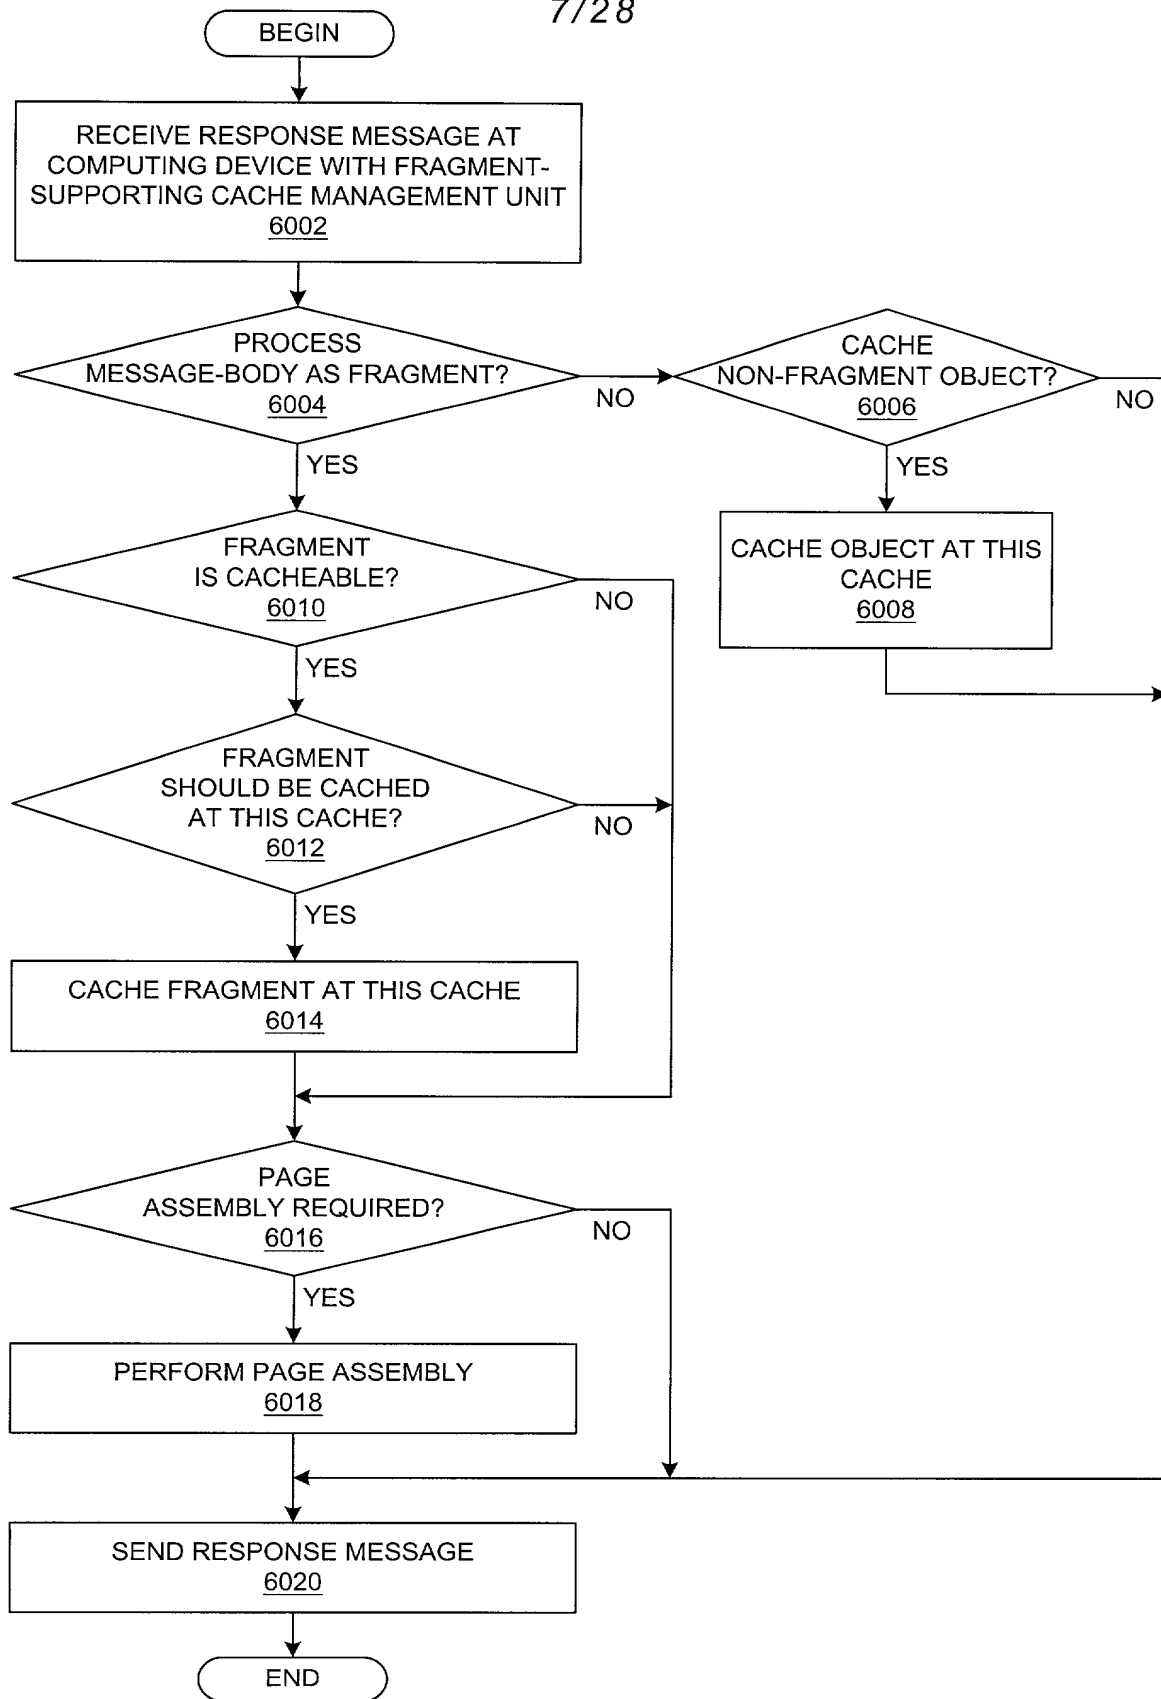 7/28
BEGIN
RECEIVE RESPONSE MESSAGE AT
COMPUTING DEVICE WITH FRAGMENT-
SUPPORTING CACHE MANAGEMENT UNIT
6002
PROCESS
MESSAGE-BODY AS FRAGMENT?
6004
NO
YES
CACHE
NON-FRAGMENT OBJECT?
6006
NO
YES
CACHE OBJECT AT THIS
CACHE
6008
FRAGMENT
IS CACHEABLE?
6010
NO
YES
FRAGMENT
SHOULD BE CACHED
AT THIS CACHE?
6012
NO
YES
CACHE FRAGMENT AT THIS CACHE
6014
PAGE
ASSEMBLY REQUIRED?
6016
NO
YES
PERFORM PAGE ASSEMBLY
6018
SEND RESPONSE MESSAGE
6020
END